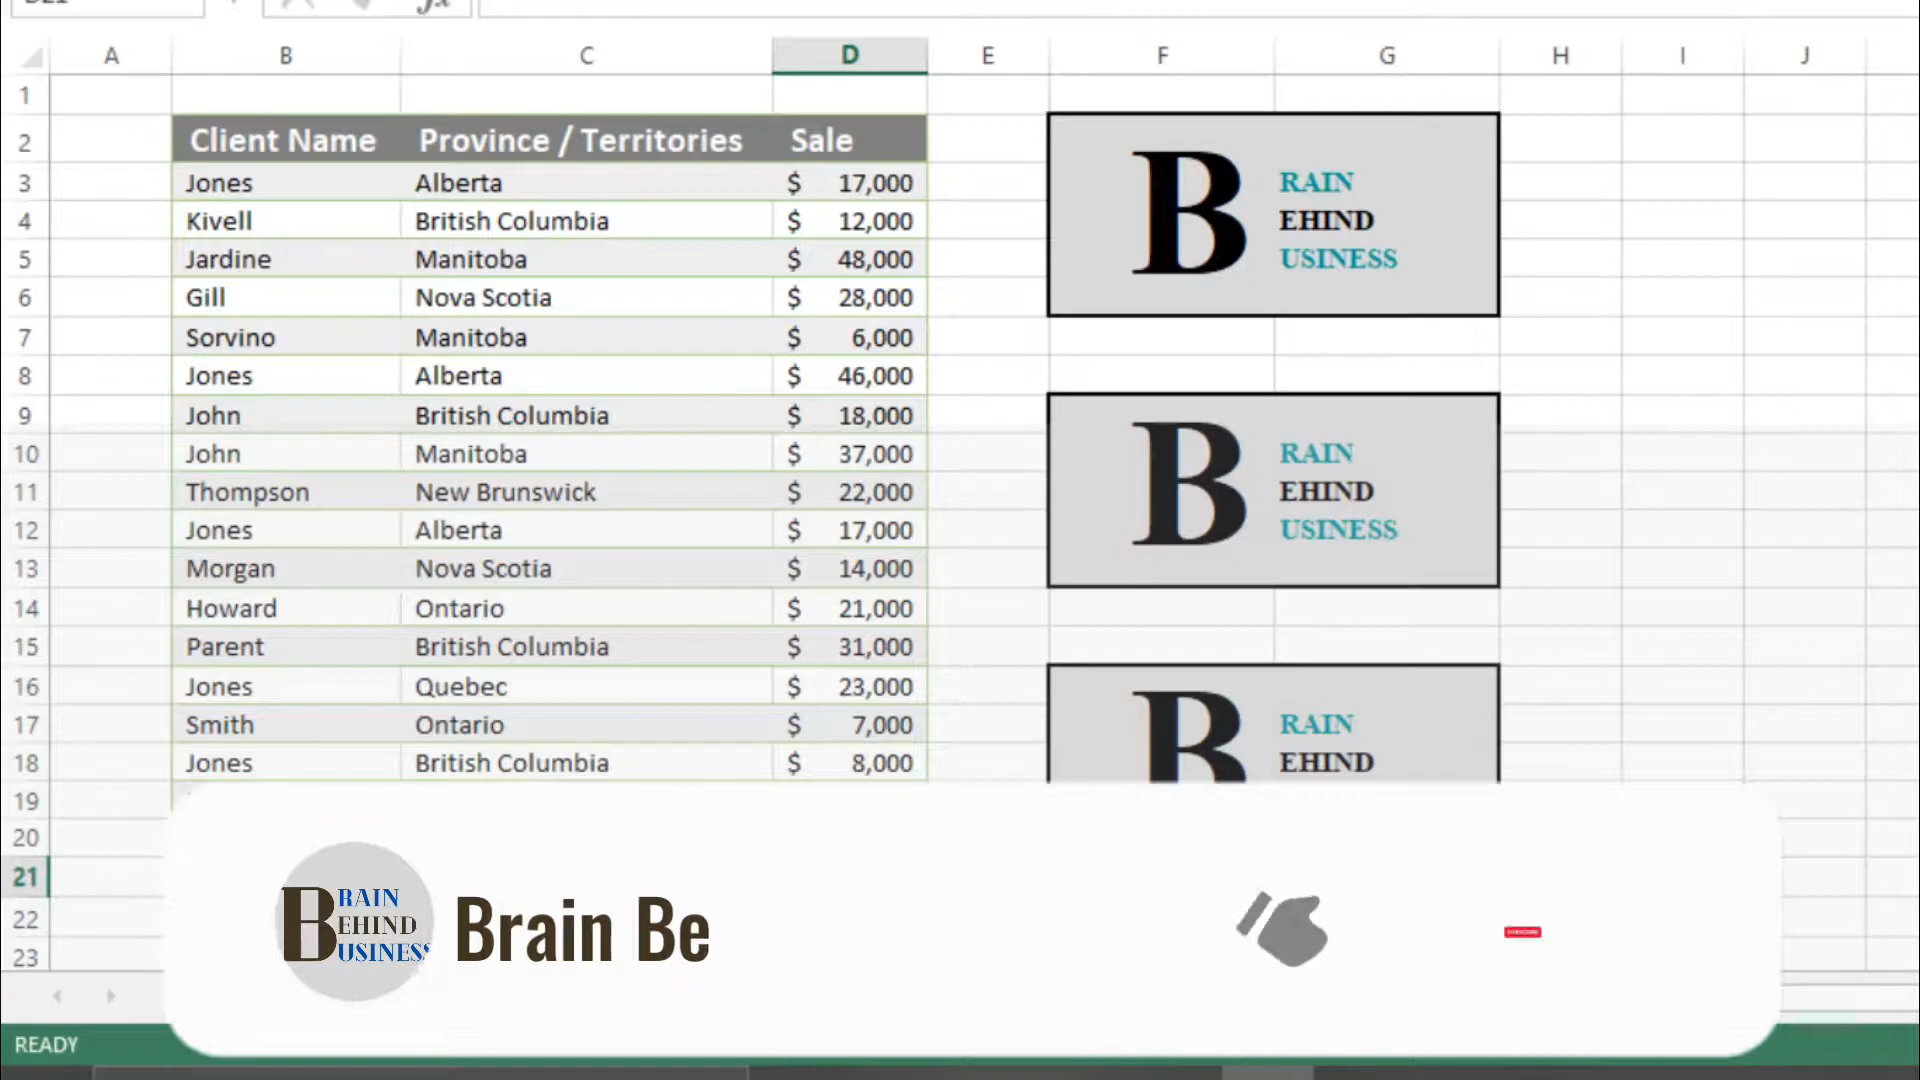 A B C D E F G H I J
1
2 Client Name Province / Territories Sale
3 Jones Alberta $ 17,000
4 Kivell British Columbia $ 12,000
5 Jardine Manitoba $ 48,000
6 Gill Nova Scotia $ 28,000
7 Sorvino Manitoba $ 6,000
8 Jones Alberta $ 46,000
9 John British Columbia $ 18,000
10 John Manitoba $ 37,000
11 Thompson New Brunswick $ 22,000
12 Jones Alberta $ 17,000
13 Morgan Nova Scotia $ 14,000
14 Howard Ontario $ 21,000
15 Parent British Columbia $ 31,000
16 Jones Quebec $ 23,000
17 Smith Ontario $ 7,000
18 Jones British Columbia $ 8,000
19
20
21
22
23
B RAIN
EHIND
USINESS
B RAIN
EHIND
USINESS
B RAIN
EHIND
BRAIN
EHIND
USINESS
Brain Be
READY